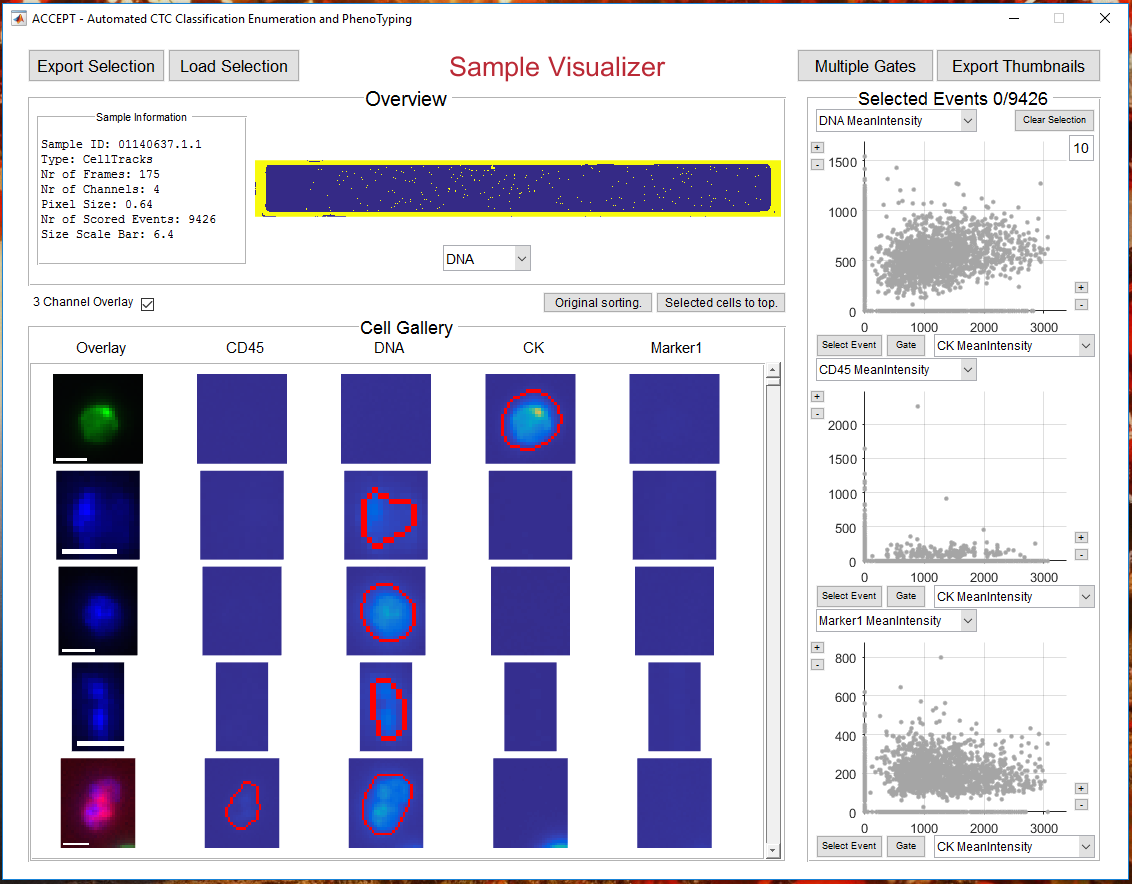 ACCEPT - Automated CTC Classification Enumeration and PhenoTyping
Export Selection
Load Selection
Sample Visualizer
Multiple Gates
Export Thumbnails
Overview
Sample Information
Sample ID: 01140637.1.1
Type: CellTracks
Nr of Frames: 175
Nr of Channels: 4
Pixel Size: 0.64
Nr of Scored Events: 9426
Size Scale Bar: 6.4
DNA
3 Channel Overlay
Original sorting.
Selected cells to top.
Cell Gallery
Overlay CD45 DNA CK Marker1
Selected Events 0/9426
DNA MeanIntensity
Clear Selection
10
+
-
1500
1000
500
0
+
-
0 1000 2000 3000
Select Event
Gate
CK MeanIntensity
CD45 MeanIntensity
+
-
2000
1500
1000
500
0
+
-
0 1000 2000 3000
Select Event
Gate
CK MeanIntensity
Marker1 MeanIntensity
+
-
800
600
400
200
0
+
-
0 1000 2000 3000
Select Event
Gate
CK MeanIntensity